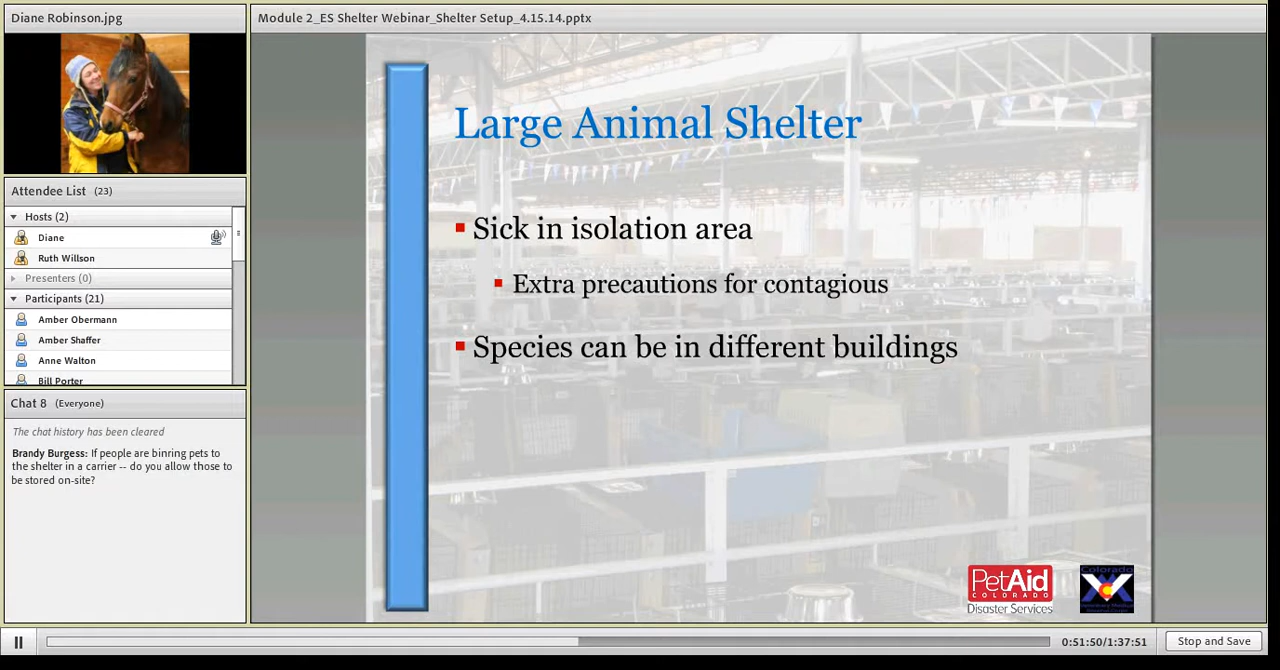 Diane Robinson.jpg
Module 2_ES Shelter Webinar_Shelter Setup_4.15.14.pptx
Attendee List (23)
Hosts (2)
Diane
Ruth Willson
Presenters (0)
Participants (21)
Amber Obermann
Amber Shaffer
Anne Walton
Bill Porter
Chat 8 (Everyone)
The chat history has been cleared
Brandy Burgess: If people are binring pets to
the shelter in a carrier -- do you allow those to
be stored on-site?
Large Animal Shelter
Sick in isolation area
Extra precautions for contagious
Species can be in different buildings
PetAid
COLORADO
Disaster Services
Colorado
0:51:50/1:37:51
Stop and Save